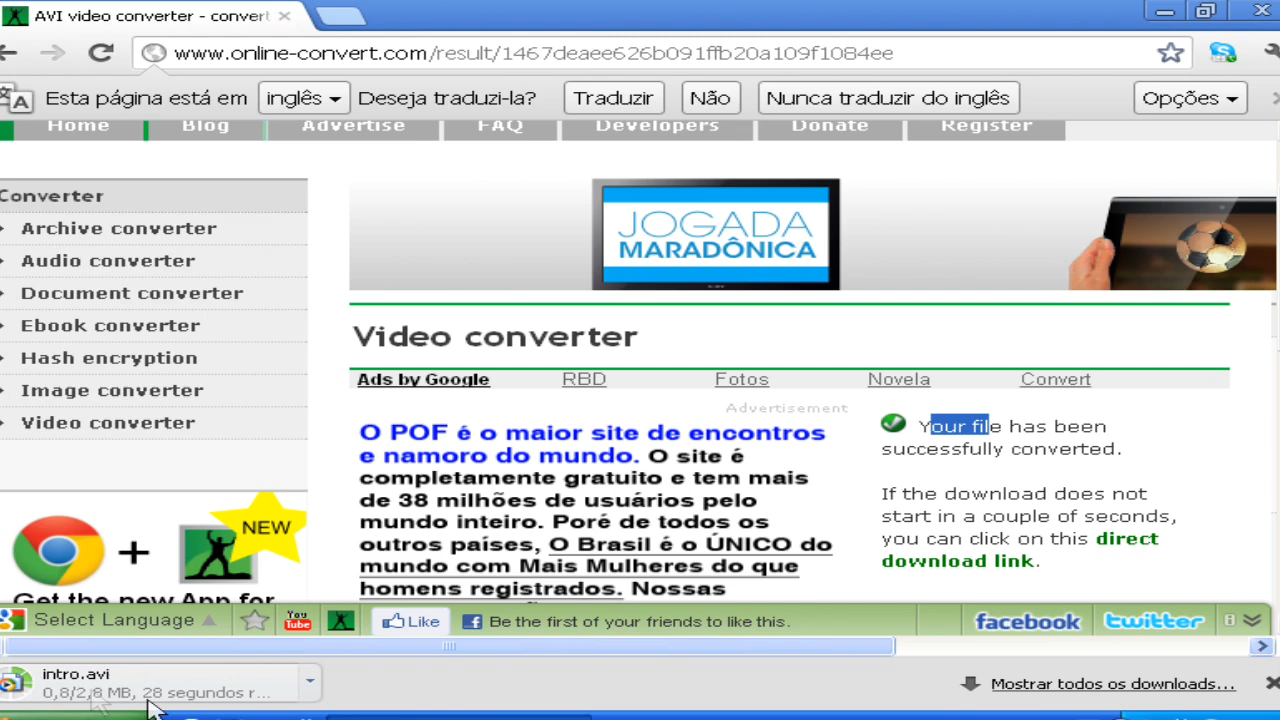 AVI video converter - convert
www.online-convert.com/result/1467deaee626b091ffb20a109f1084ee
Esta página está em inglês Deseja traduzi-la? Traduzir Não Nunca traduzir do inglês Opções
Home Blog Advertise FAQ Developers Donate Register
Converter
Archive converter
Audio converter
Document converter
Ebook converter
Hash encryption
Image converter
Video converter
NEW
+
Get the new App for
JOGADA
MARADÔNICA
Video converter
Ads by Google RBD Fotos Novela Convert
Advertisement
O POF é o maior site de encontros
e namoro do mundo. O site é
completamente gratuito e tem mais
de 38 milhões de usuários pelo
mundo inteiro. Poré de todos os
outros países, O Brasil é o ÚNICO do
mundo com Mais Mulheres do que
homens registrados. Nossas
Your file has been
successfully converted.
If the download does not
start in a couple of seconds,
you can click on this direct
download link.
Select Language You Tube Like Be the first of your friends to like this. facebook twitter
intro.avi
0,8/2,8 MB, 28 segundos r...
Mostrar todos os downloads...